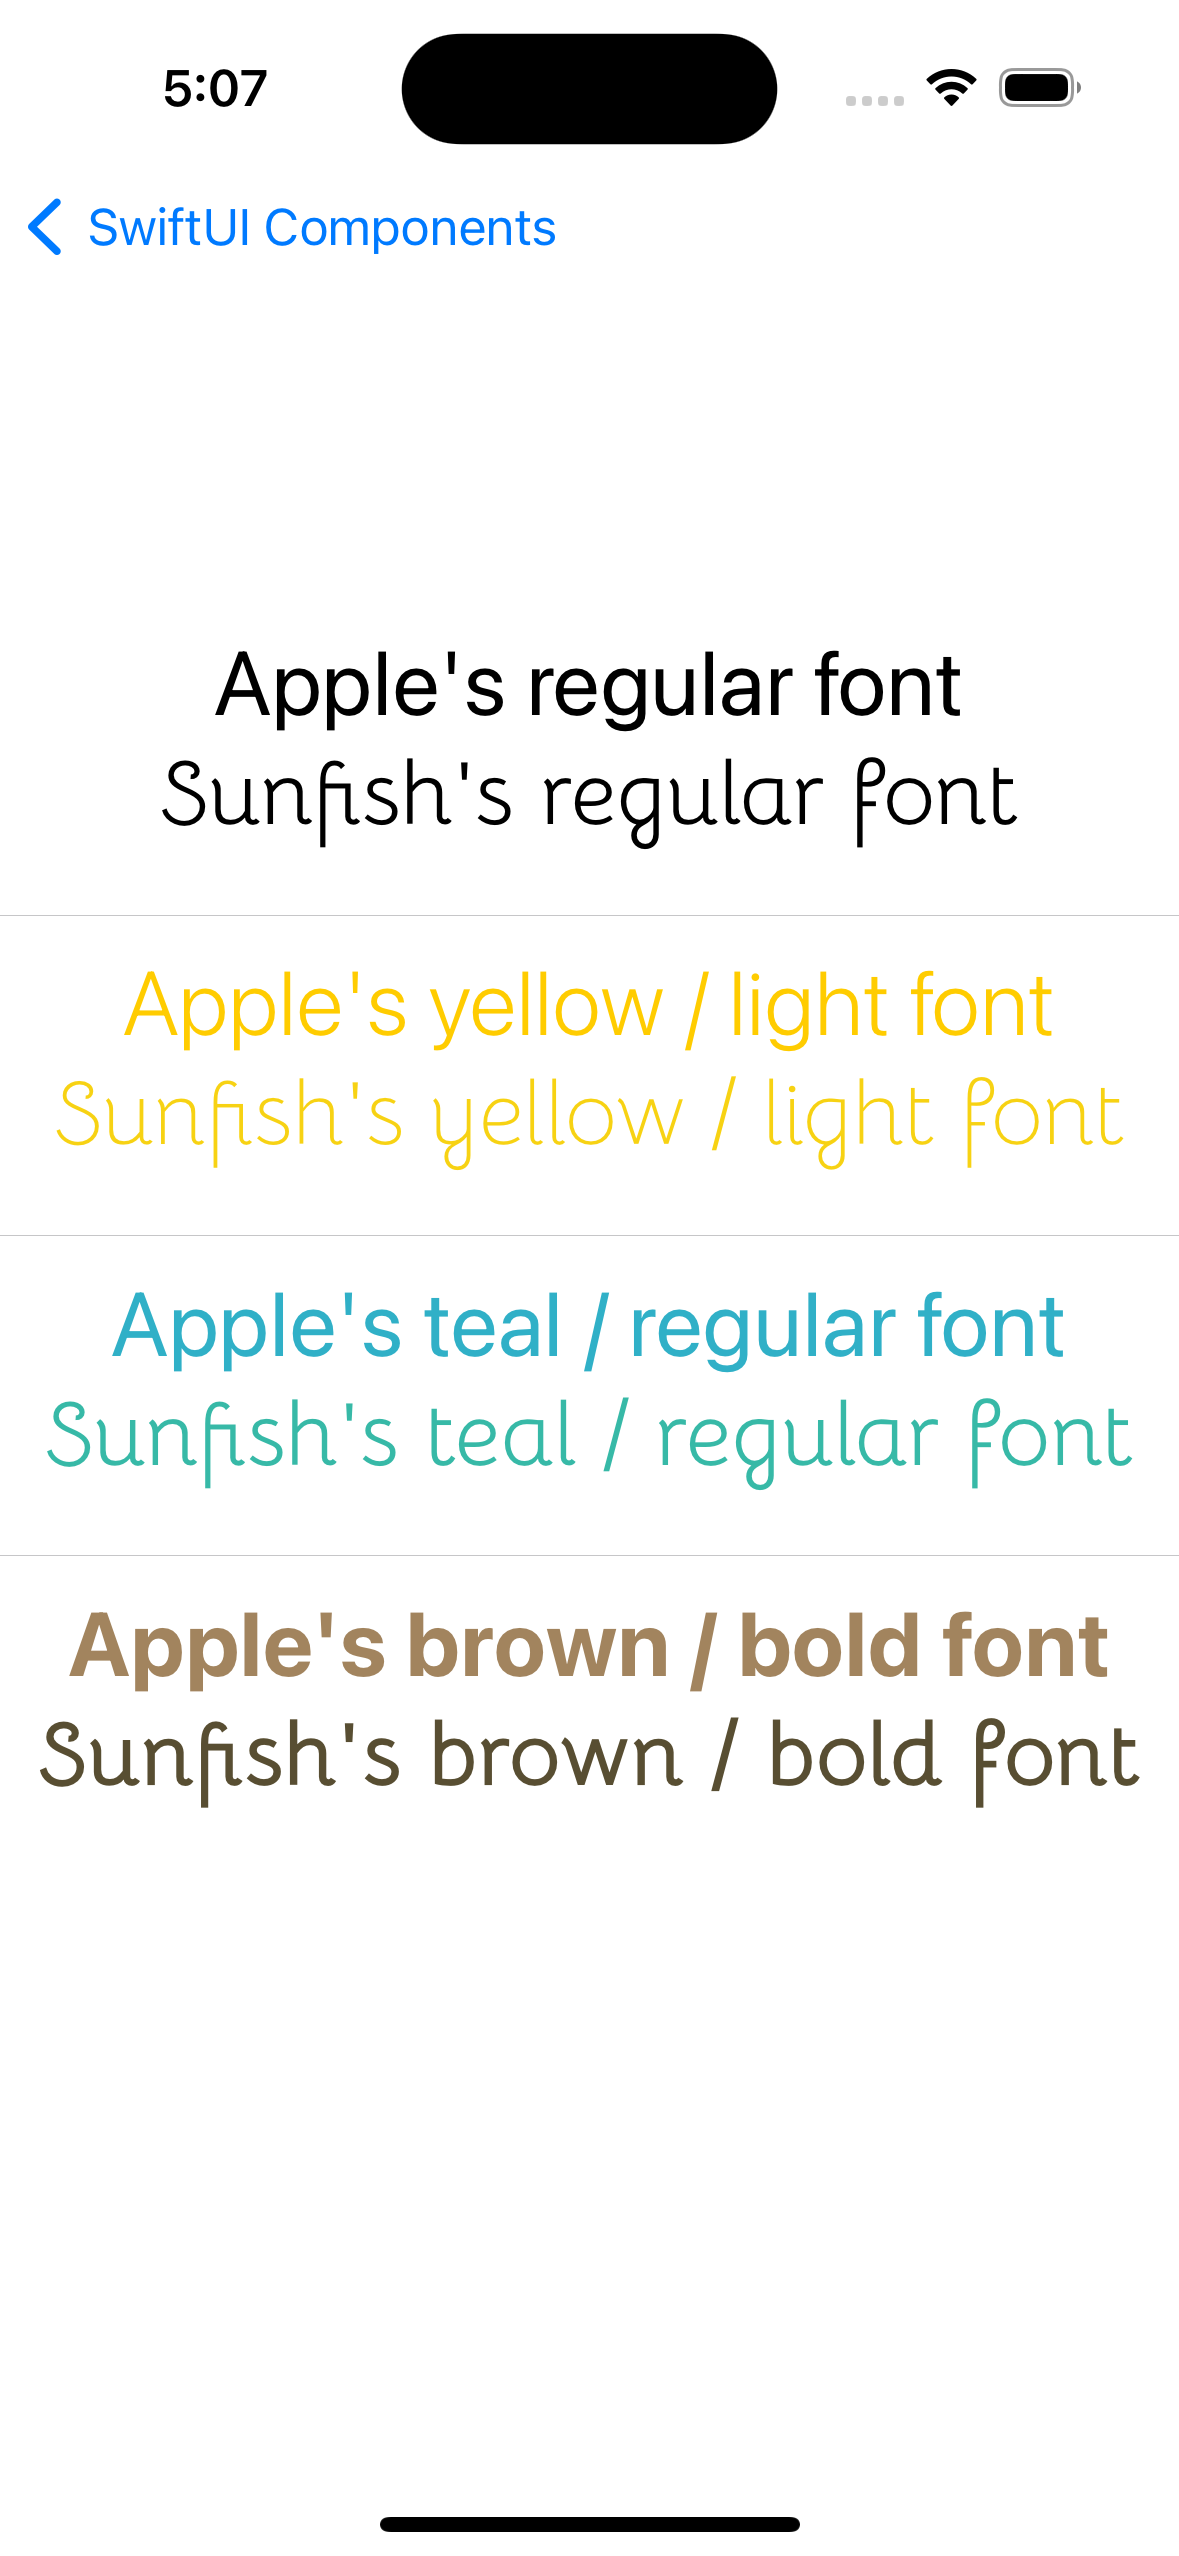 5:07
SwiftUI Components
Apple's regular font
Sunfish's regular font
Apple's yellow / light font
Sunfish's yellow / light font
Apple's teal / regular font
Sunfish's teal / regular font
Apple's brown / bold font
Sunfish's brown / bold font